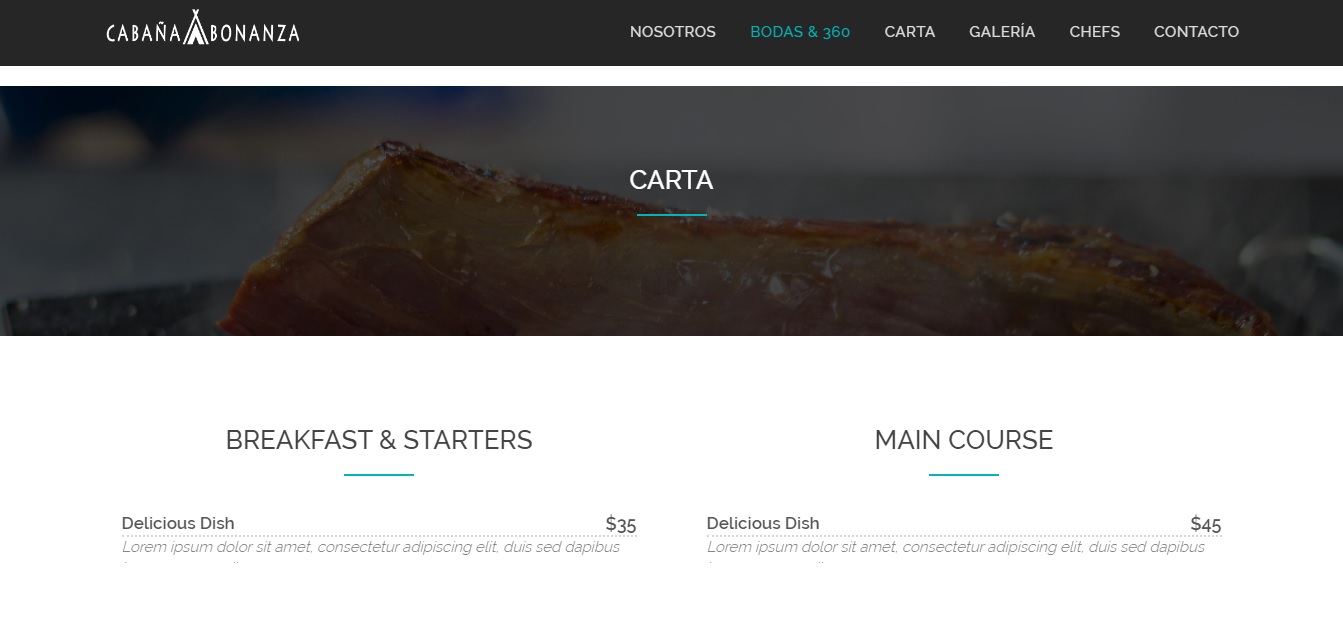 CABAÑA BONANZA
NOSOTROS BODAS & 360 CARTA GALERÍA CHEFS CONTACTO
CARTA
BREAKFAST & STARTERS
Delicious Dish $35
Lorem ipsum dolor sit amet, consectetur adipiscing elit, duis sed dapibus
MAIN COURSE
Delicious Dish $45
Lorem ipsum dolor sit amet, consectetur adipiscing elit, duis sed dapibus